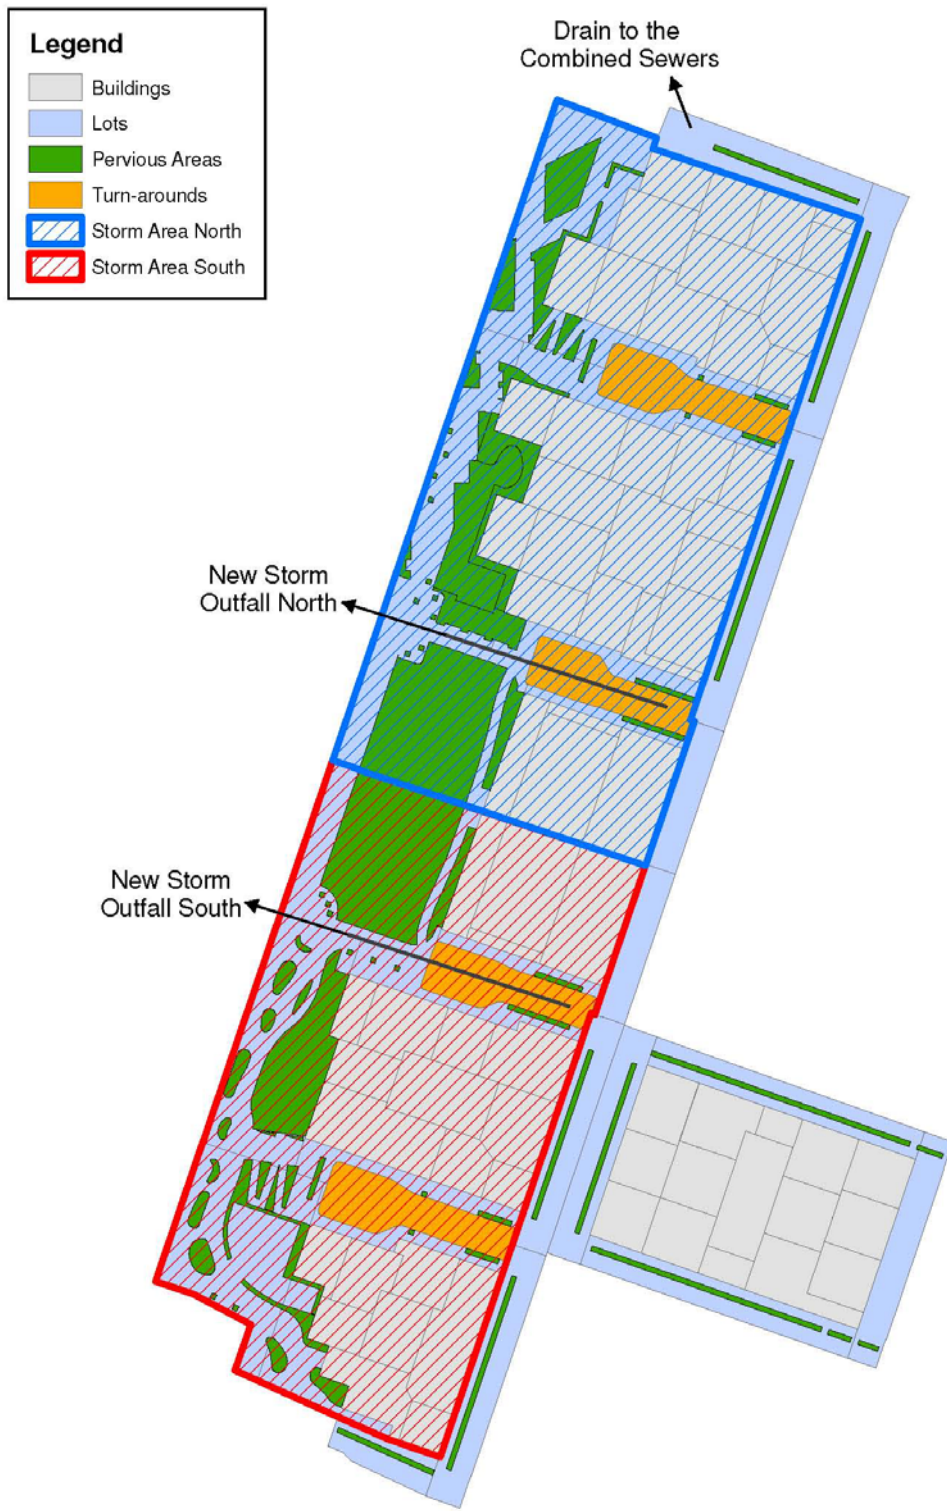 Legend
Buildings
Lots
Pervious Areas
Turn-arounds
Storm Area North
Storm Area South
Drain to the
Combined Sewers
New Storm
Outfall North
New Storm
Outfall South